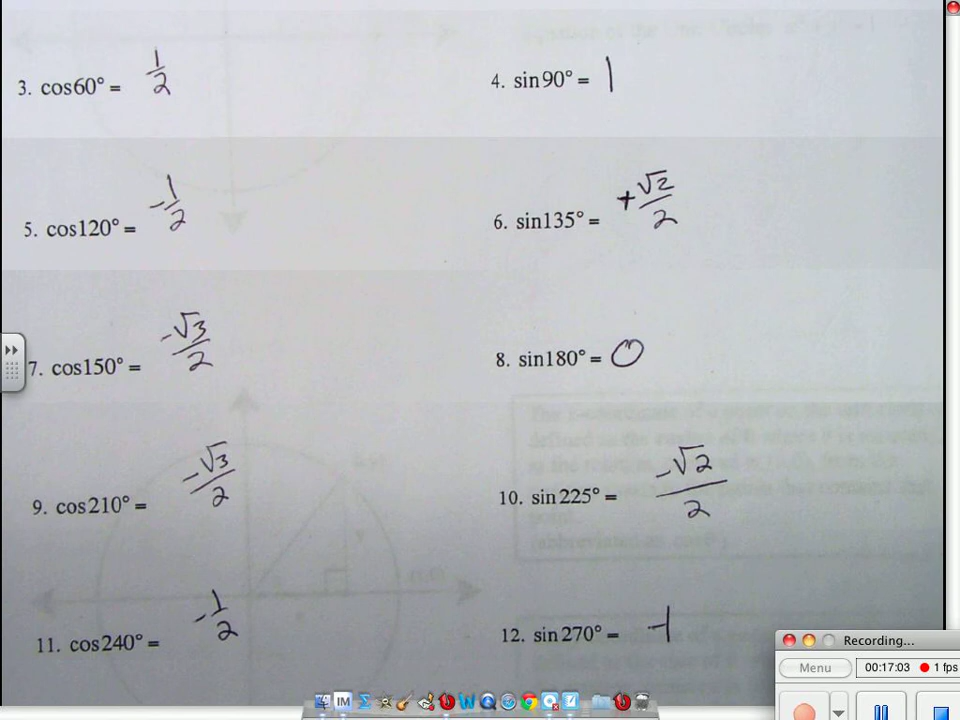 3. cos60° = 1/2
4. sin90° = 1
5. cos120° = -1/2
6. sin135° = +√2/2
7. cos150° = -√3/2
8. sin180° = 0
9. cos210° = -√3/2
10. sin225° = -√2/2
11. cos240° = -1/2
12. sin270° = -1
Recording...
Menu
00:17:03
1 fps
IM